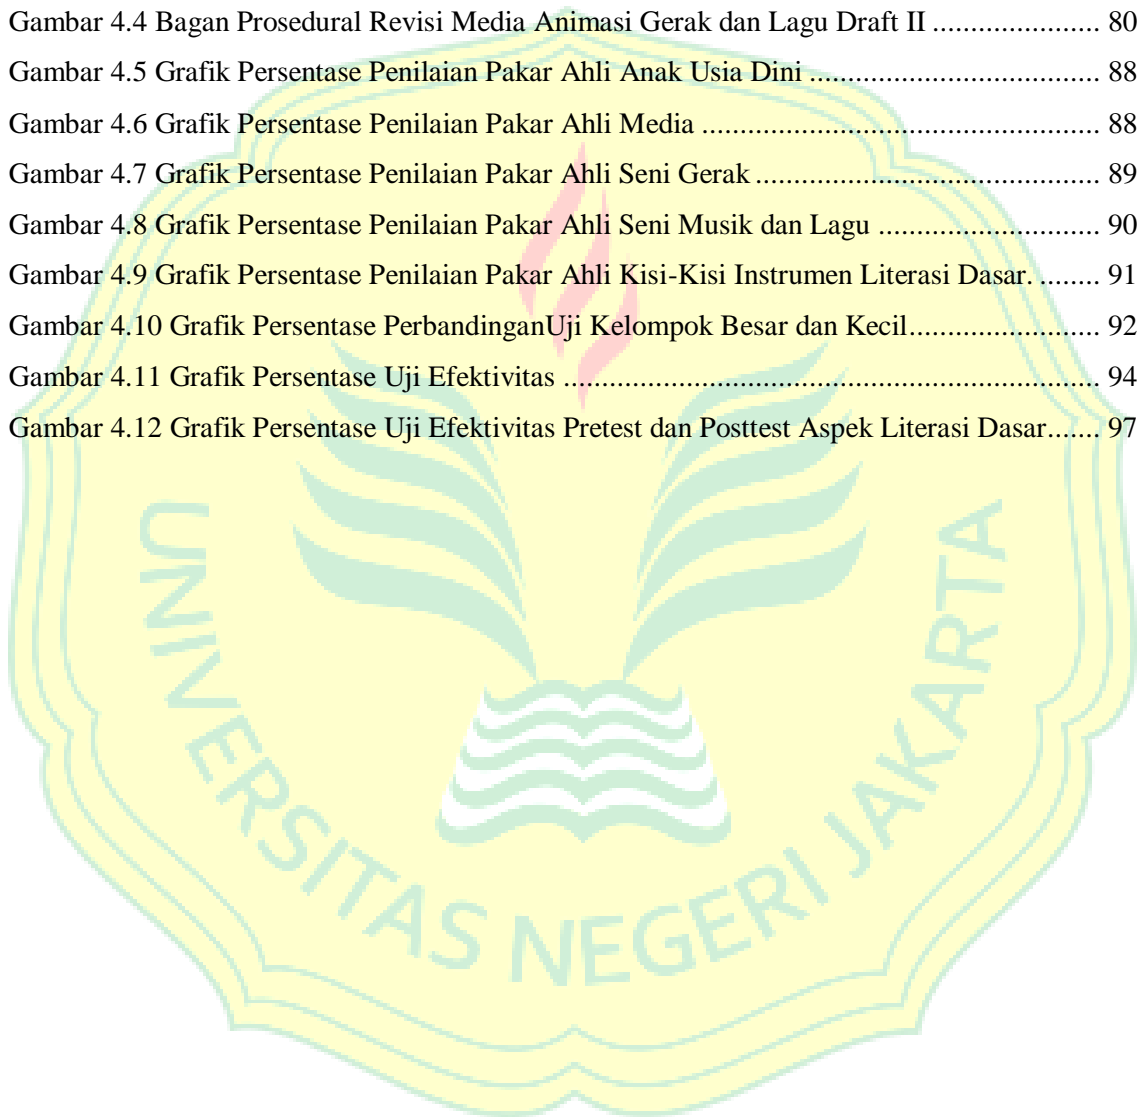 Gambar 4.4 Bagan Prosedural Revisi Media Animasi Gerak dan Lagu Draft II ..................... 80
Gambar 4.5 Grafik Persentase Penilaian Pakar Ahli Anak Usia Dini .................................... 88
Gambar 4.6 Grafik Persentase Penilaian Pakar Ahli Media .................................................. 88
Gambar 4.7 Grafik Persentase Penilaian Pakar Ahli Seni Gerak ........................................... 89
Gambar 4.8 Grafik Persentase Penilaian Pakar Ahli Seni Musik dan Lagu ............................ 90
Gambar 4.9 Grafik Persentase Penilaian Pakar Ahli Kisi-Kisi Instrumen Literasi Dasar. ........ 91
Gambar 4.10 Grafik Persentase PerbandinganUji Kelompok Besar dan Kecil........................ 92
Gambar 4.11 Grafik Persentase Uji Efektivitas ................................................................... 94
Gambar 4.12 Grafik Persentase Uji Efektivitas Pretest dan Posttest Aspek Literasi Dasar....... 97
UNIVERSITAS NEGERI JAKARTA